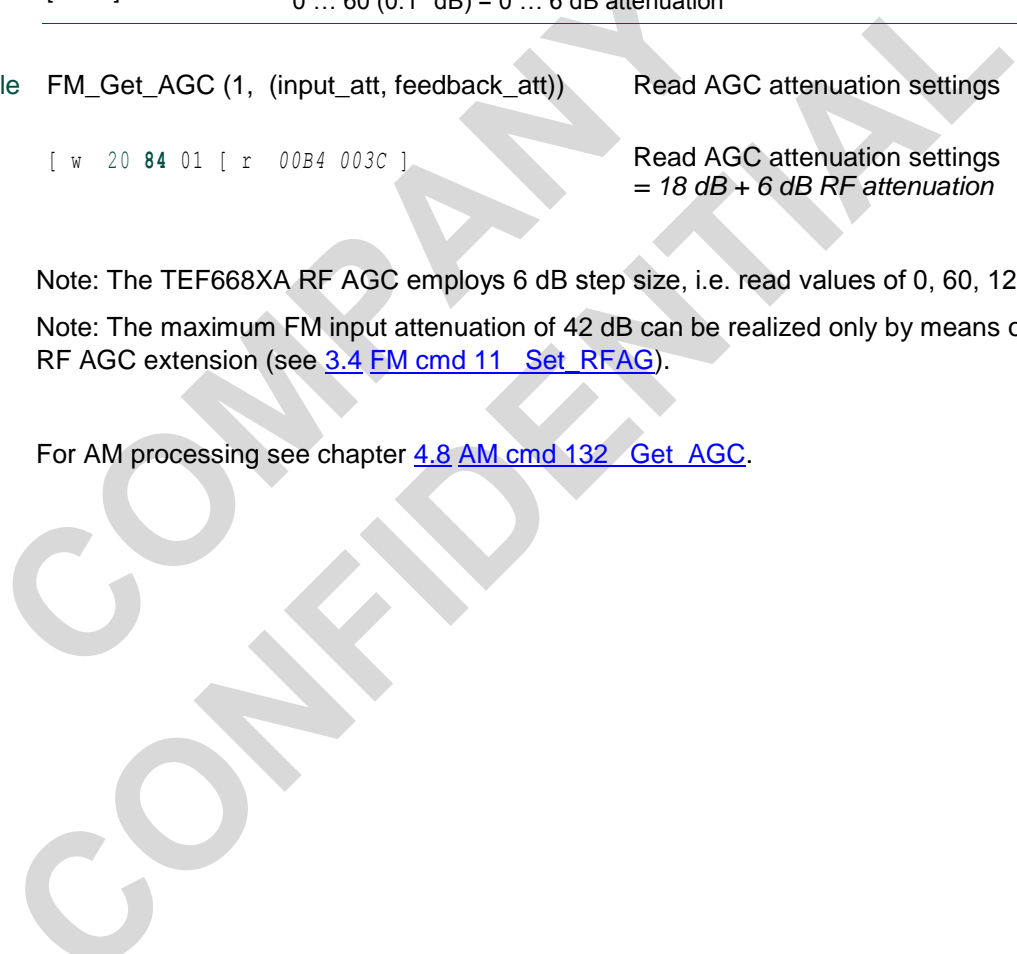 0 … 60 (0.1 * dB) = 0 … 6 dB attenuation
le FM_Get_AGC (1, (input_att, feedback_att)) Read AGC attenuation settings
[ w 20 84 01 [ r 00B4 003C ] Read AGC attenuation settings
= 18 dB + 6 dB RF attenuation
Note: The TEF668XA RF AGC employs 6 dB step size, i.e. read values of 0, 60, 12
Note: The maximum FM input attenuation of 42 dB can be realized only by means o
RF AGC extension (see 3.4 FM cmd 11 Set_RFAG).
For AM processing see chapter 4.8 AM cmd 132 Get_AGC.
COMPANY
CONFIDENTIAL